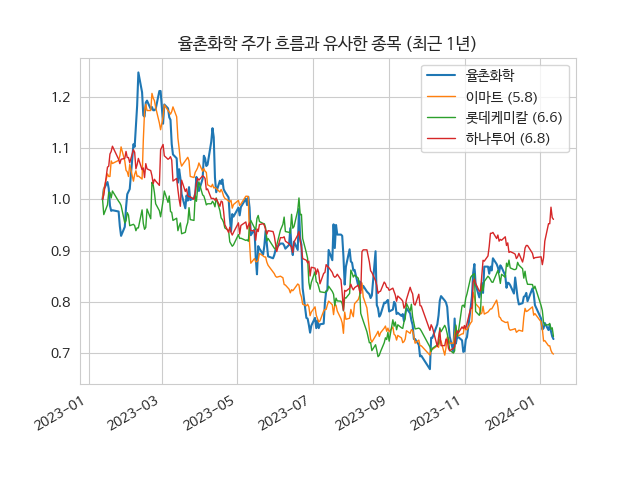 율촌화학 주가 흐름과 유사한 종목 (최근 1년)
율촌화학
이마트 (5.8)
롯데케미칼 (6.6)
하나투어 (6.8)
1.2
1.1
1.0
0.9
0.8
0.7
2023-01
2023-03
2023-05
2023-07
2023-09
2023-11
2024-01